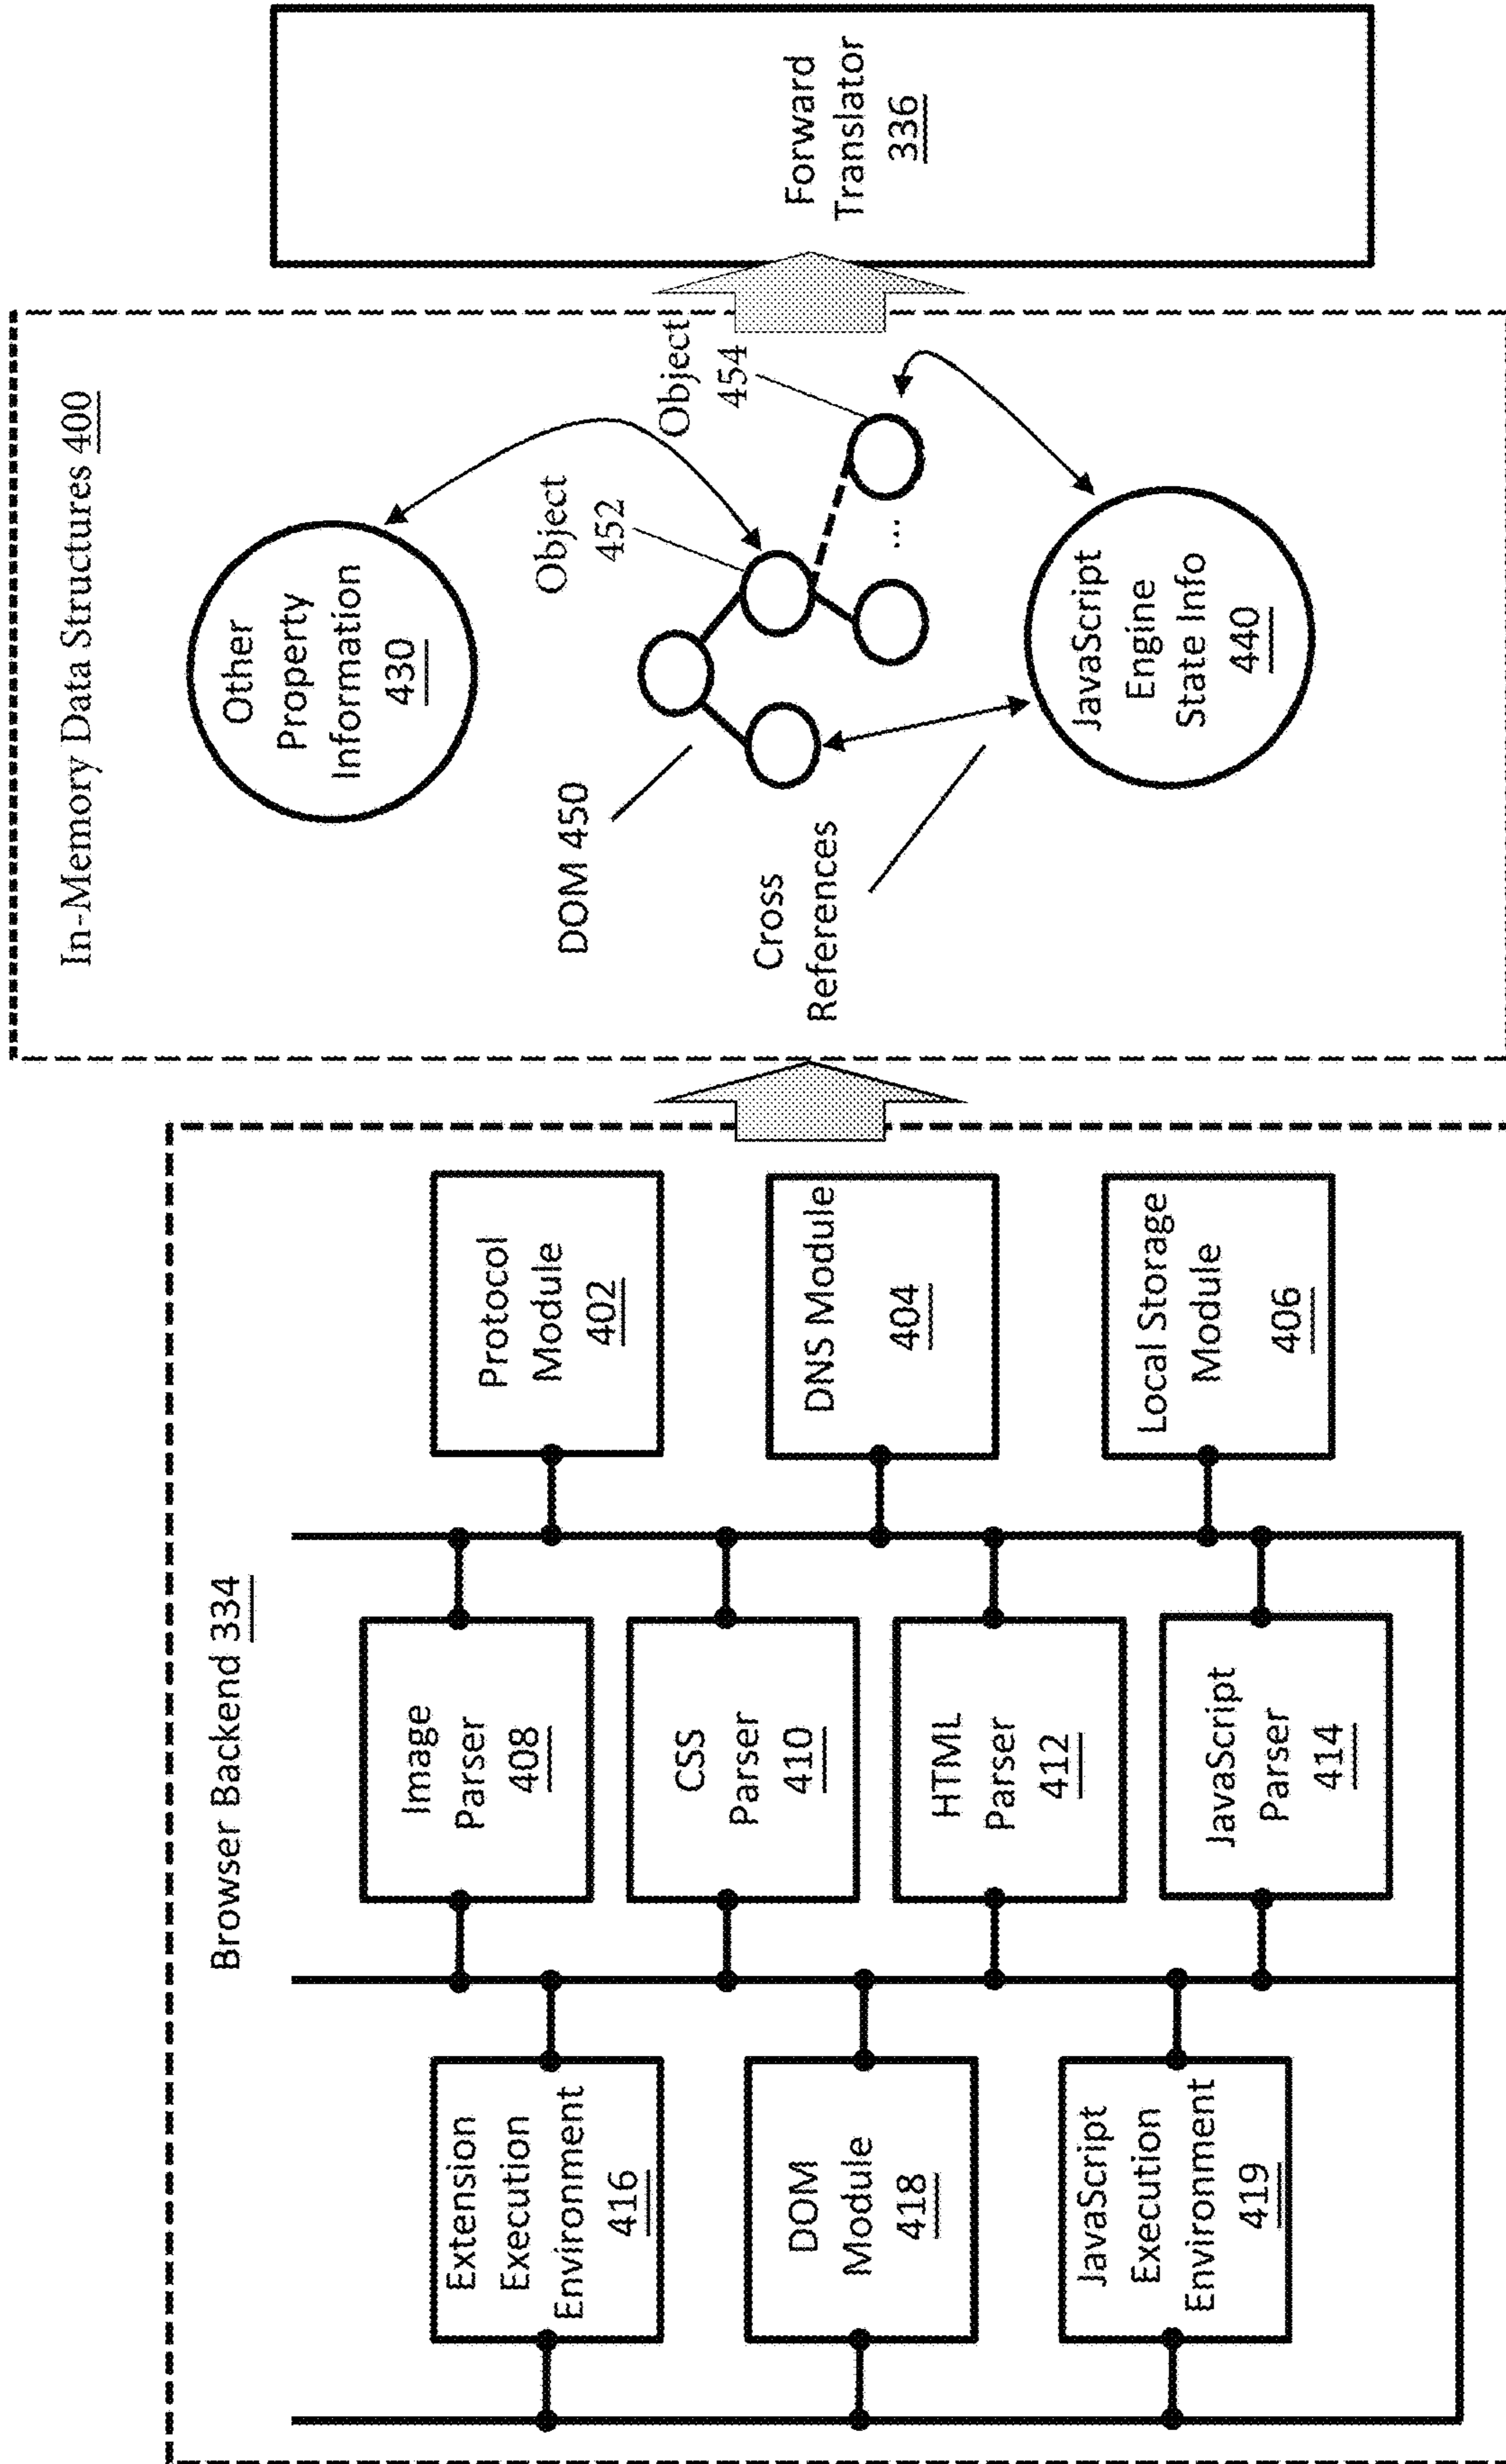 Browser Backend 334
Extension
Execution
Environment
416
DOM
Module
418
JavaScript
Execution
Environment
419
Image
Parser
408
CSS
Parser
410
HTML
Parser
412
JavaScript
Parser
414
Protocol
Module
402
DNS Module
404
Local Storage
Module
406
In-Memory Data Structures 400
Other
Property
Information
430
DOM 450
Object
452
Object
454
...
Cross
References
JavaScript
Engine
State Info
440
Forward
Translator
336